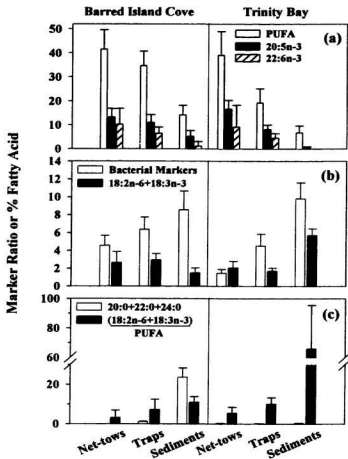 Barred Island Cove Trinity Bay
Marker Ratio or % Fatty Acid
50
40
30
20
10
0
(a)
PUFA
20:5n-3
22:6n-3
14
12
10
8
6
4
2
0
(b)
Bacterial Markers
18:2n-6+18:3n-3
100
80
60
20
0
(c)
20:0+22:0+24:0
(18:2n-6+18:3n-3)
PUFA
Net-tows Traps Sediments Net-tows Traps Sediments